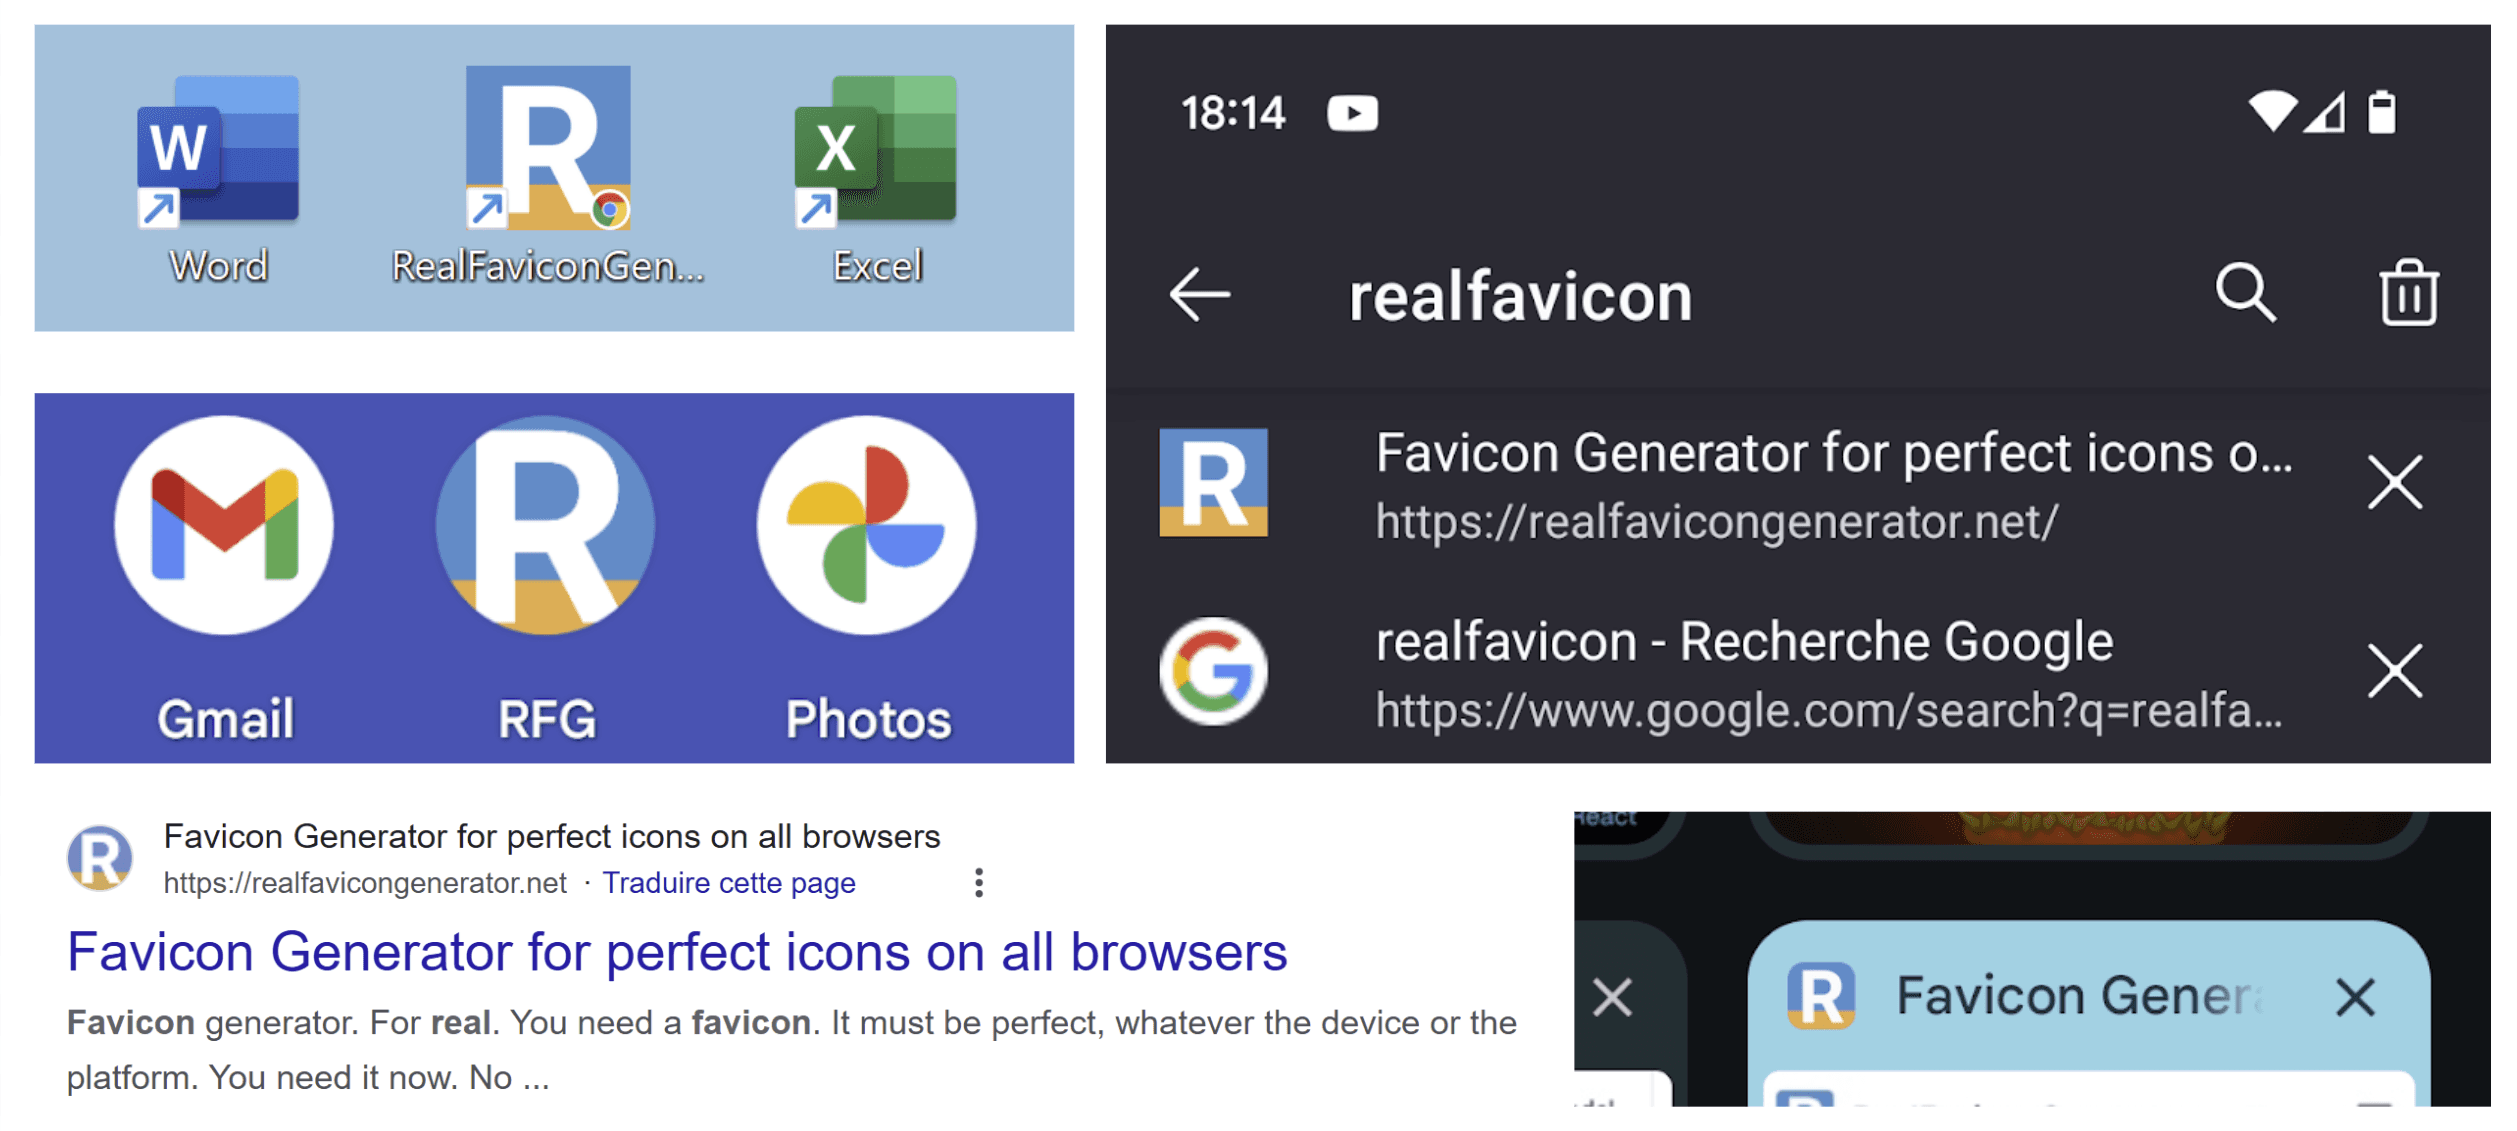 W
R
X
Word
RealFaviconGen...
Excel
R
Gmail
RFG
Photos
18:14
realfavicon
R
Favicon Generator for perfect icons o...
https://realfavicongenerator.net/
G
realfavicon - Recherche Google
https://www.google.com/search?q=realfa...
R
Favicon Generator for perfect icons on all browsers
https://realfavicongenerator.net · Traduire cette page
Favicon Generator for perfect icons on all browsers
Favicon generator. For real. You need a favicon. It must be perfect, whatever the device or the
platform. You need it now. No ...
React
R
Favicon Genera